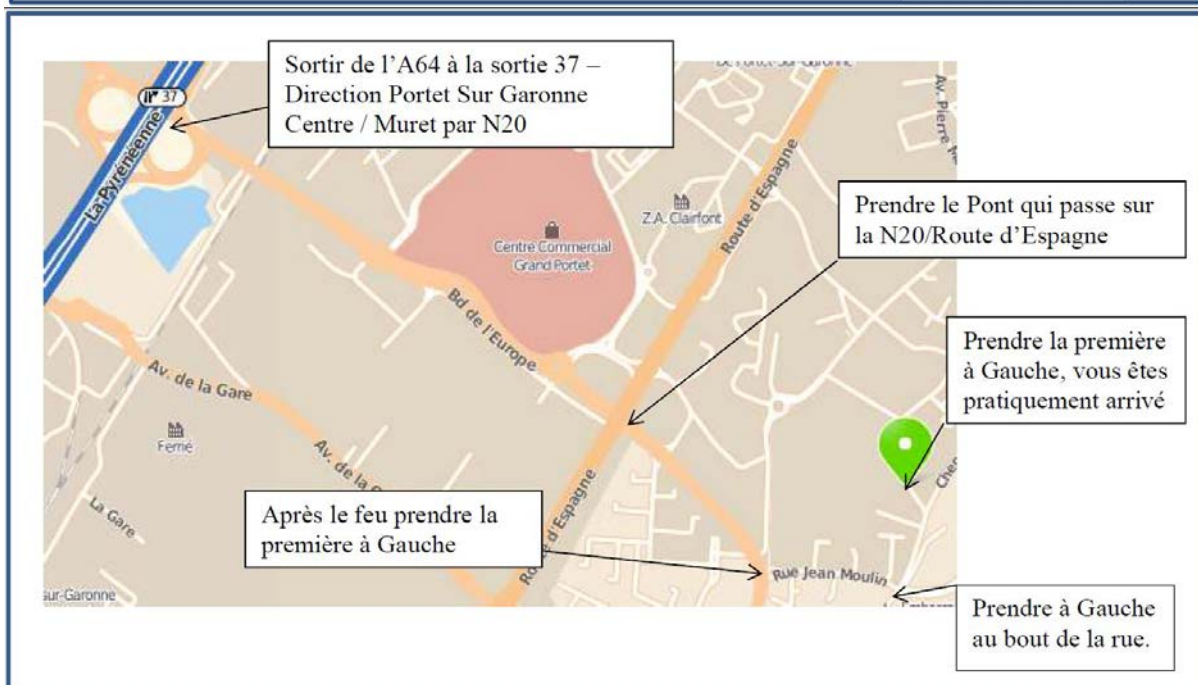 Sortir de l'A64 à la sortie 37 –
Direction Portet Sur Garonne
Centre / Muret par N20
37
La Pyrénéenne
Route d'Espagne
Av. Pierre
Z.A. Clairfont
Centre Commercial
Grand Portet
Prendre le Pont qui passe sur
la N20/Route d'Espagne
Bd de l'Europe
Prendre la première
à Gauche, vous êtes
pratiquement arrivé
Av. de la Gare
Ferrié
Av. de la
La Gare
Après le feu prendre la
première à Gauche
Route d'Espagne
Rue Jean Moulin
sur-Garonne
Prendre à Gauche
au bout de la rue.